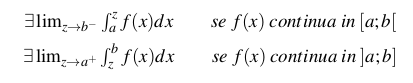 ∃ lim_{z→b⁻} ∫_a^z f(x)dx se f(x) continua in [a;b[
∃ lim_{z→a⁺} ∫_z^b f(x)dx se f(x) continua in ]a;b]